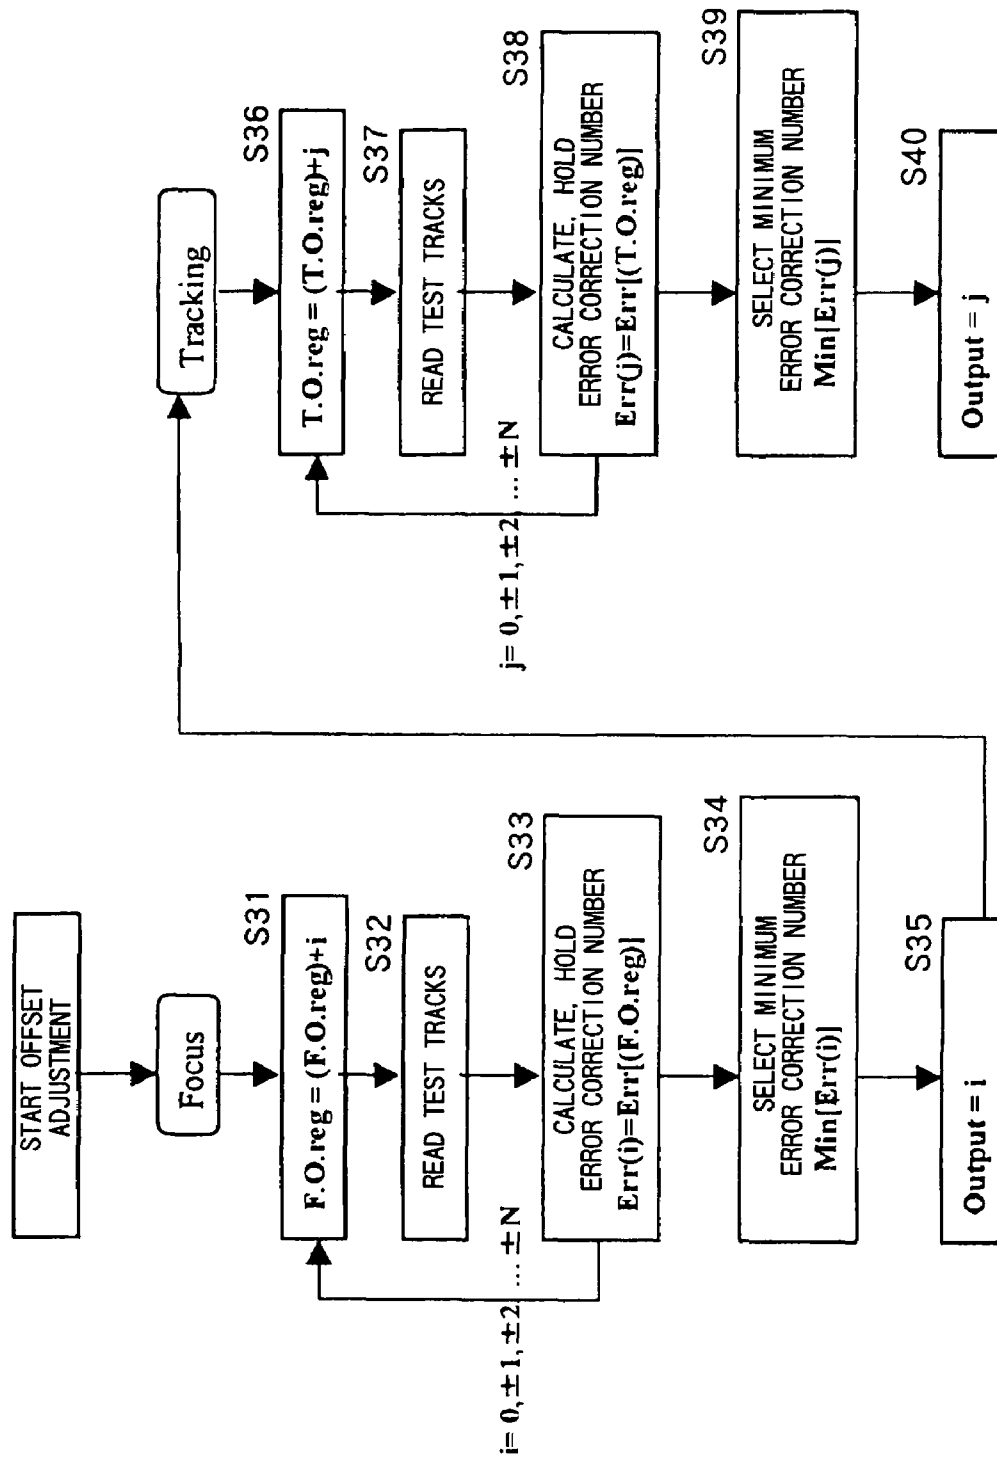 START OFFSET
ADJUSTMENT
Focus
S31
F.O.reg = (F.O.reg)+i
S32
READ TEST TRACKS
i= 0, ±1, ±2 ... ±N
S33
CALCULATE, HOLD
ERROR CORRECTION NUMBER
Err(i)=Err[(F.O.reg)]
S34
SELECT MINIMUM
ERROR CORRECTION NUMBER
Min[Err(i)]
S35
Output = i
Tracking
S36
T.O.reg = (T.O.reg)+j
S37
READ TEST TRACKS
j= 0, ±1, ±2 ... ±N
S38
CALCULATE, HOLD
ERROR CORRECTION NUMBER
Err(j)=Err[(T.O.reg)]
S39
SELECT MINIMUM
ERROR CORRECTION NUMBER
Min[Err(j)]
S40
Output = j